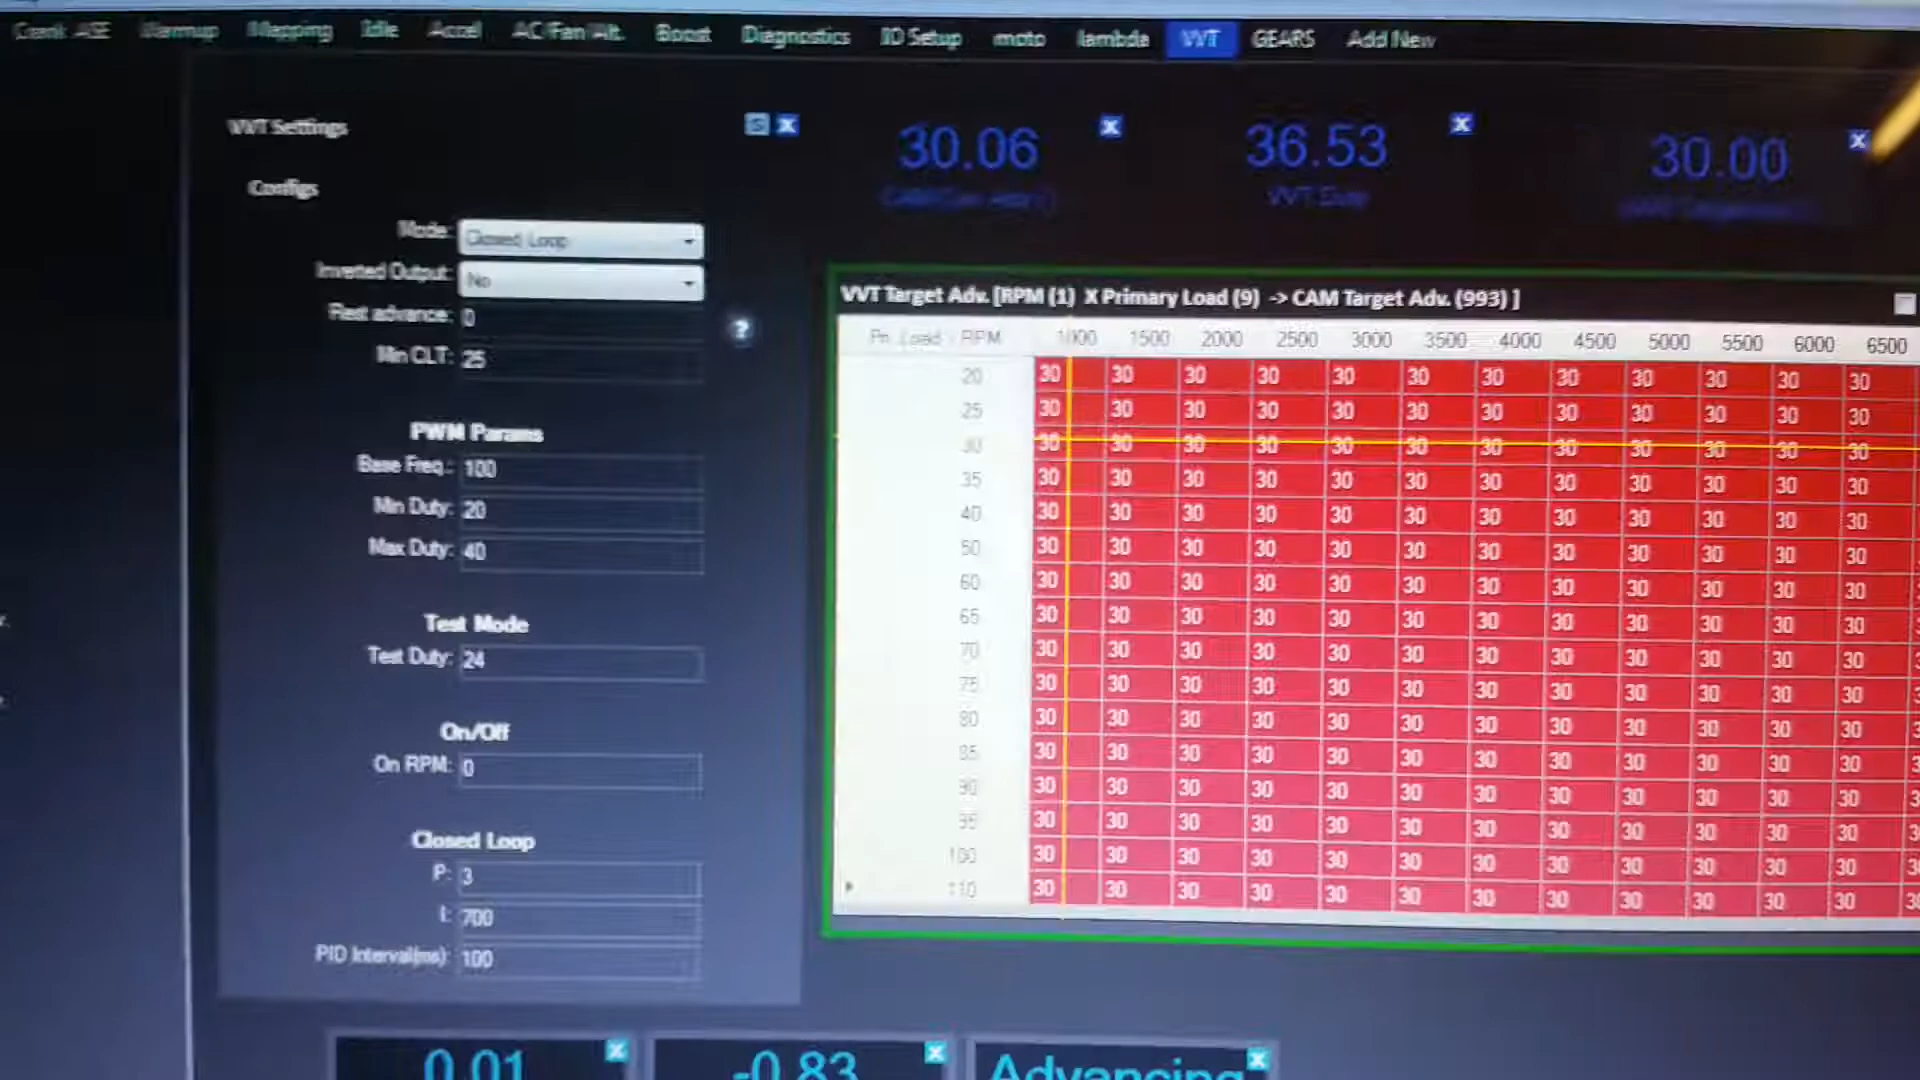 Crank ASE Warmup Mapping Idle Accel AC/Fan/Alt. Boost Diagnostics IO Setup moto lambda VVT GEARS Add New
VVT Settings S X
Configs
Mode: Closed Loop
Inverted Output: No
Rest advance: 0
?
Min CLT: 25
PWM Params
Base Freq.: 100
Min Duty: 20
Max Duty: 40
Test Mode
Test Duty: 24
On/Off
On RPM: 0
Closed Loop
P: 3
I: 700
PID Interval(ms): 100
30.06 X
36.53 X
VVT Duty
30.00 X
VVT Target Adv. [RPM (1) X Primary Load (9) -> CAM Target Adv. (993) ]
Pri. Load \ RPM 1000 1500 2000 2500 3000 3500 4000 4500 5000 5500 6000 6500
20 30 30 30 30 30 30 30 30 30 30 30 30
25 30 30 30 30 30 30 30 30 30 30 30 30
30 30 30 30 30 30 30 30 30 30 30 30 30
35 30 30 30 30 30 30 30 30 30 30 30 30
40 30 30 30 30 30 30 30 30 30 30 30 30
50 30 30 30 30 30 30 30 30 30 30 30 30
60 30 30 30 30 30 30 30 30 30 30 30 30
65 30 30 30 30 30 30 30 30 30 30 30 30
70 30 30 30 30 30 30 30 30 30 30 30 30
75 30 30 30 30 30 30 30 30 30 30 30 30
80 30 30 30 30 30 30 30 30 30 30 30 30
85 30 30 30 30 30 30 30 30 30 30 30 30
90 30 30 30 30 30 30 30 30 30 30 30 30
95 30 30 30 30 30 30 30 30 30 30 30 30
100 30 30 30 30 30 30 30 30 30 30 30 30
110 30 30 30 30 30 30 30 30 30 30 30 30
0.01 X
-0.83 X
Advancing X